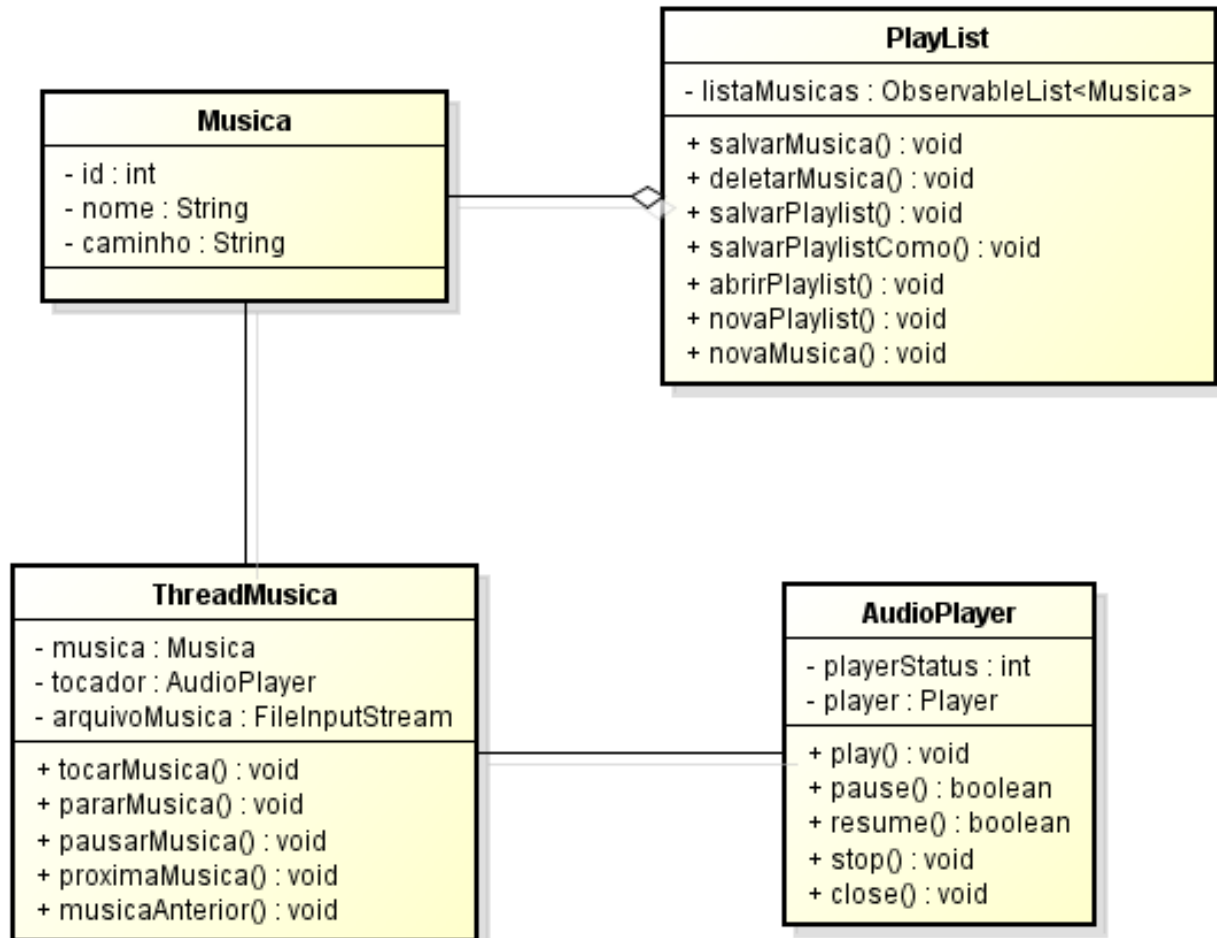 PlayList
- listaMusicas : ObservableList<Musica>
+ salvarMusica() : void
+ deletarMusica() : void
+ salvarPlaylist() : void
+ salvarPlaylistComo() : void
+ abrirPlaylist() : void
+ novaPlaylist() : void
+ novaMusica() : void
Musica
- id : int
- nome : String
- caminho : String
ThreadMusica
- musica : Musica
- tocador : AudioPlayer
- arquivoMusica : FileInputStream
+ tocarMusica() : void
+ pararMusica() : void
+ pausarMusica() : void
+ proximaMusica() : void
+ musicaAnterior() : void
AudioPlayer
- playerStatus : int
- player : Player
+ play() : void
+ pause() : boolean
+ resume() : boolean
+ stop() : void
+ close() : void